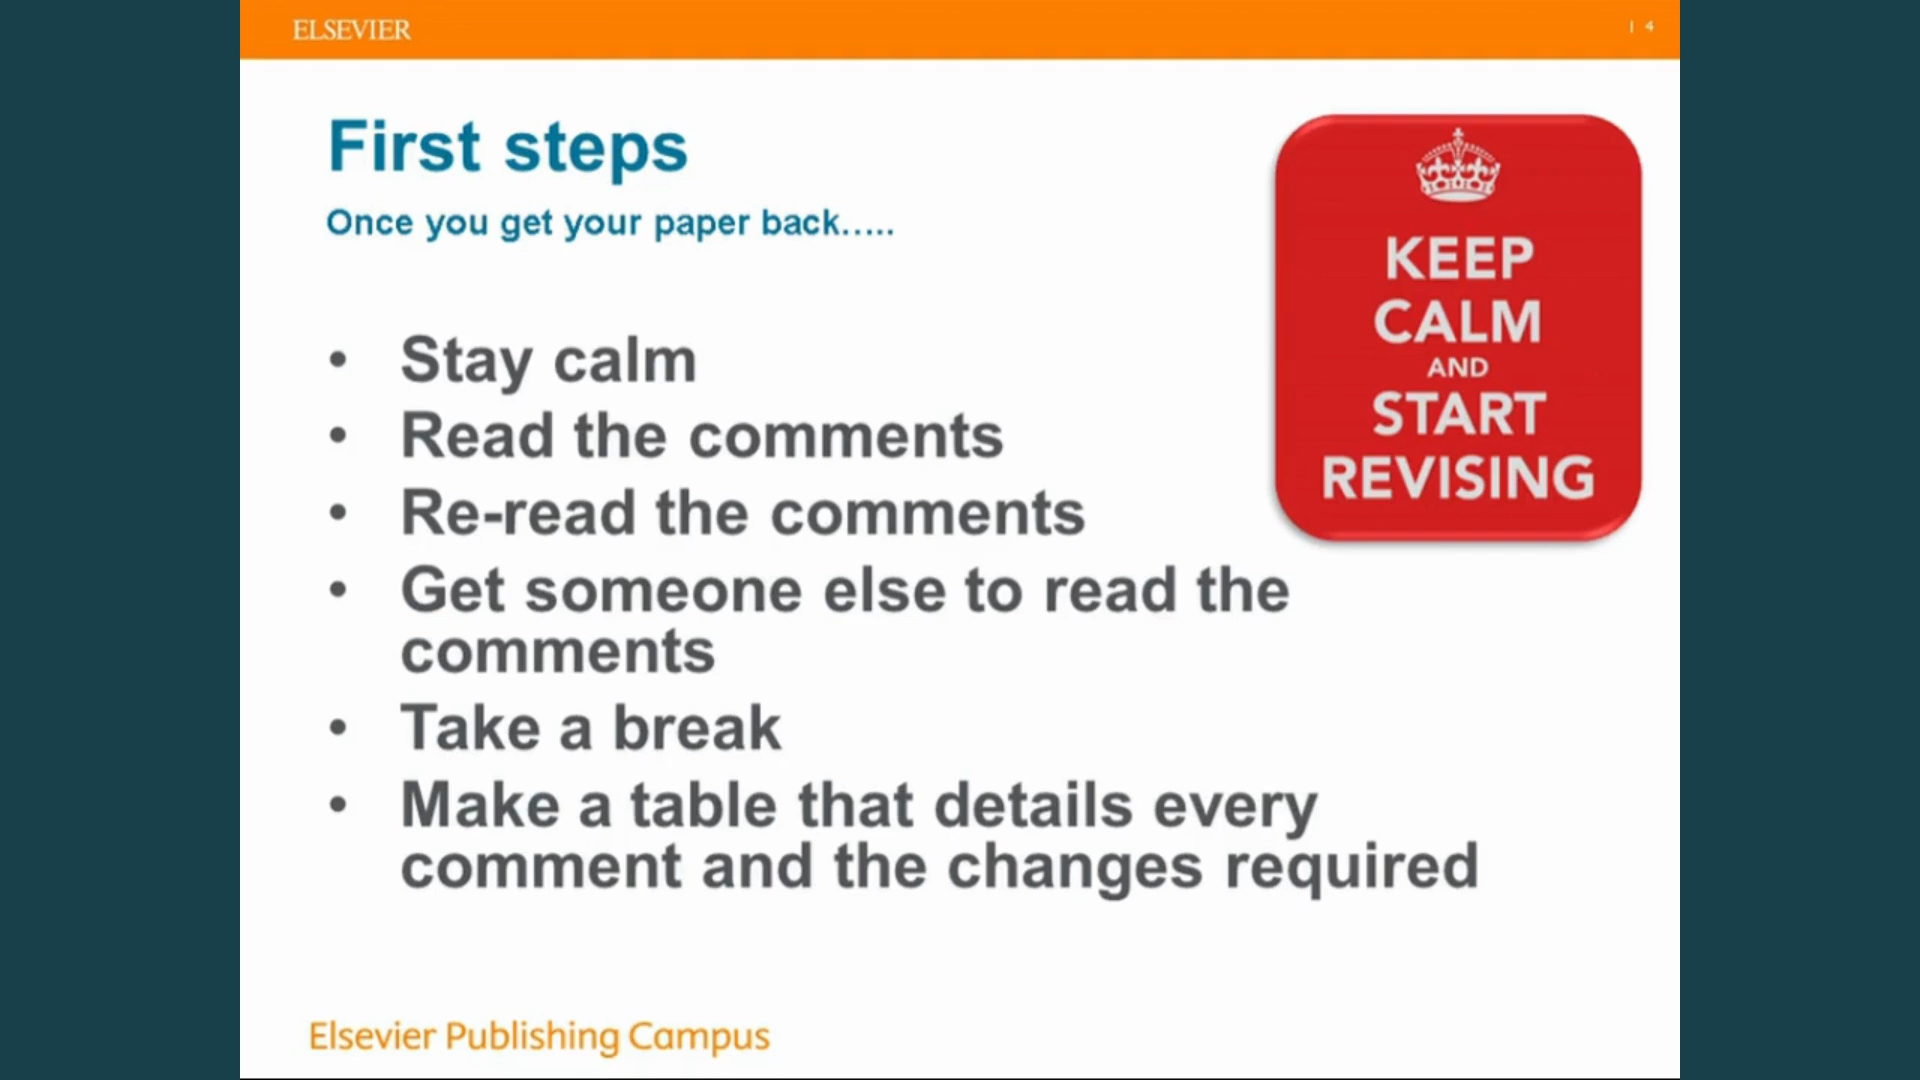 ELSEVIER
| 4
First steps
Once you get your paper back.....
KEEP
CALM
AND
START
REVISING
• Stay calm
• Read the comments
• Re-read the comments
• Get someone else to read the
comments
• Take a break
• Make a table that details every
comment and the changes required
Elsevier Publishing Campus